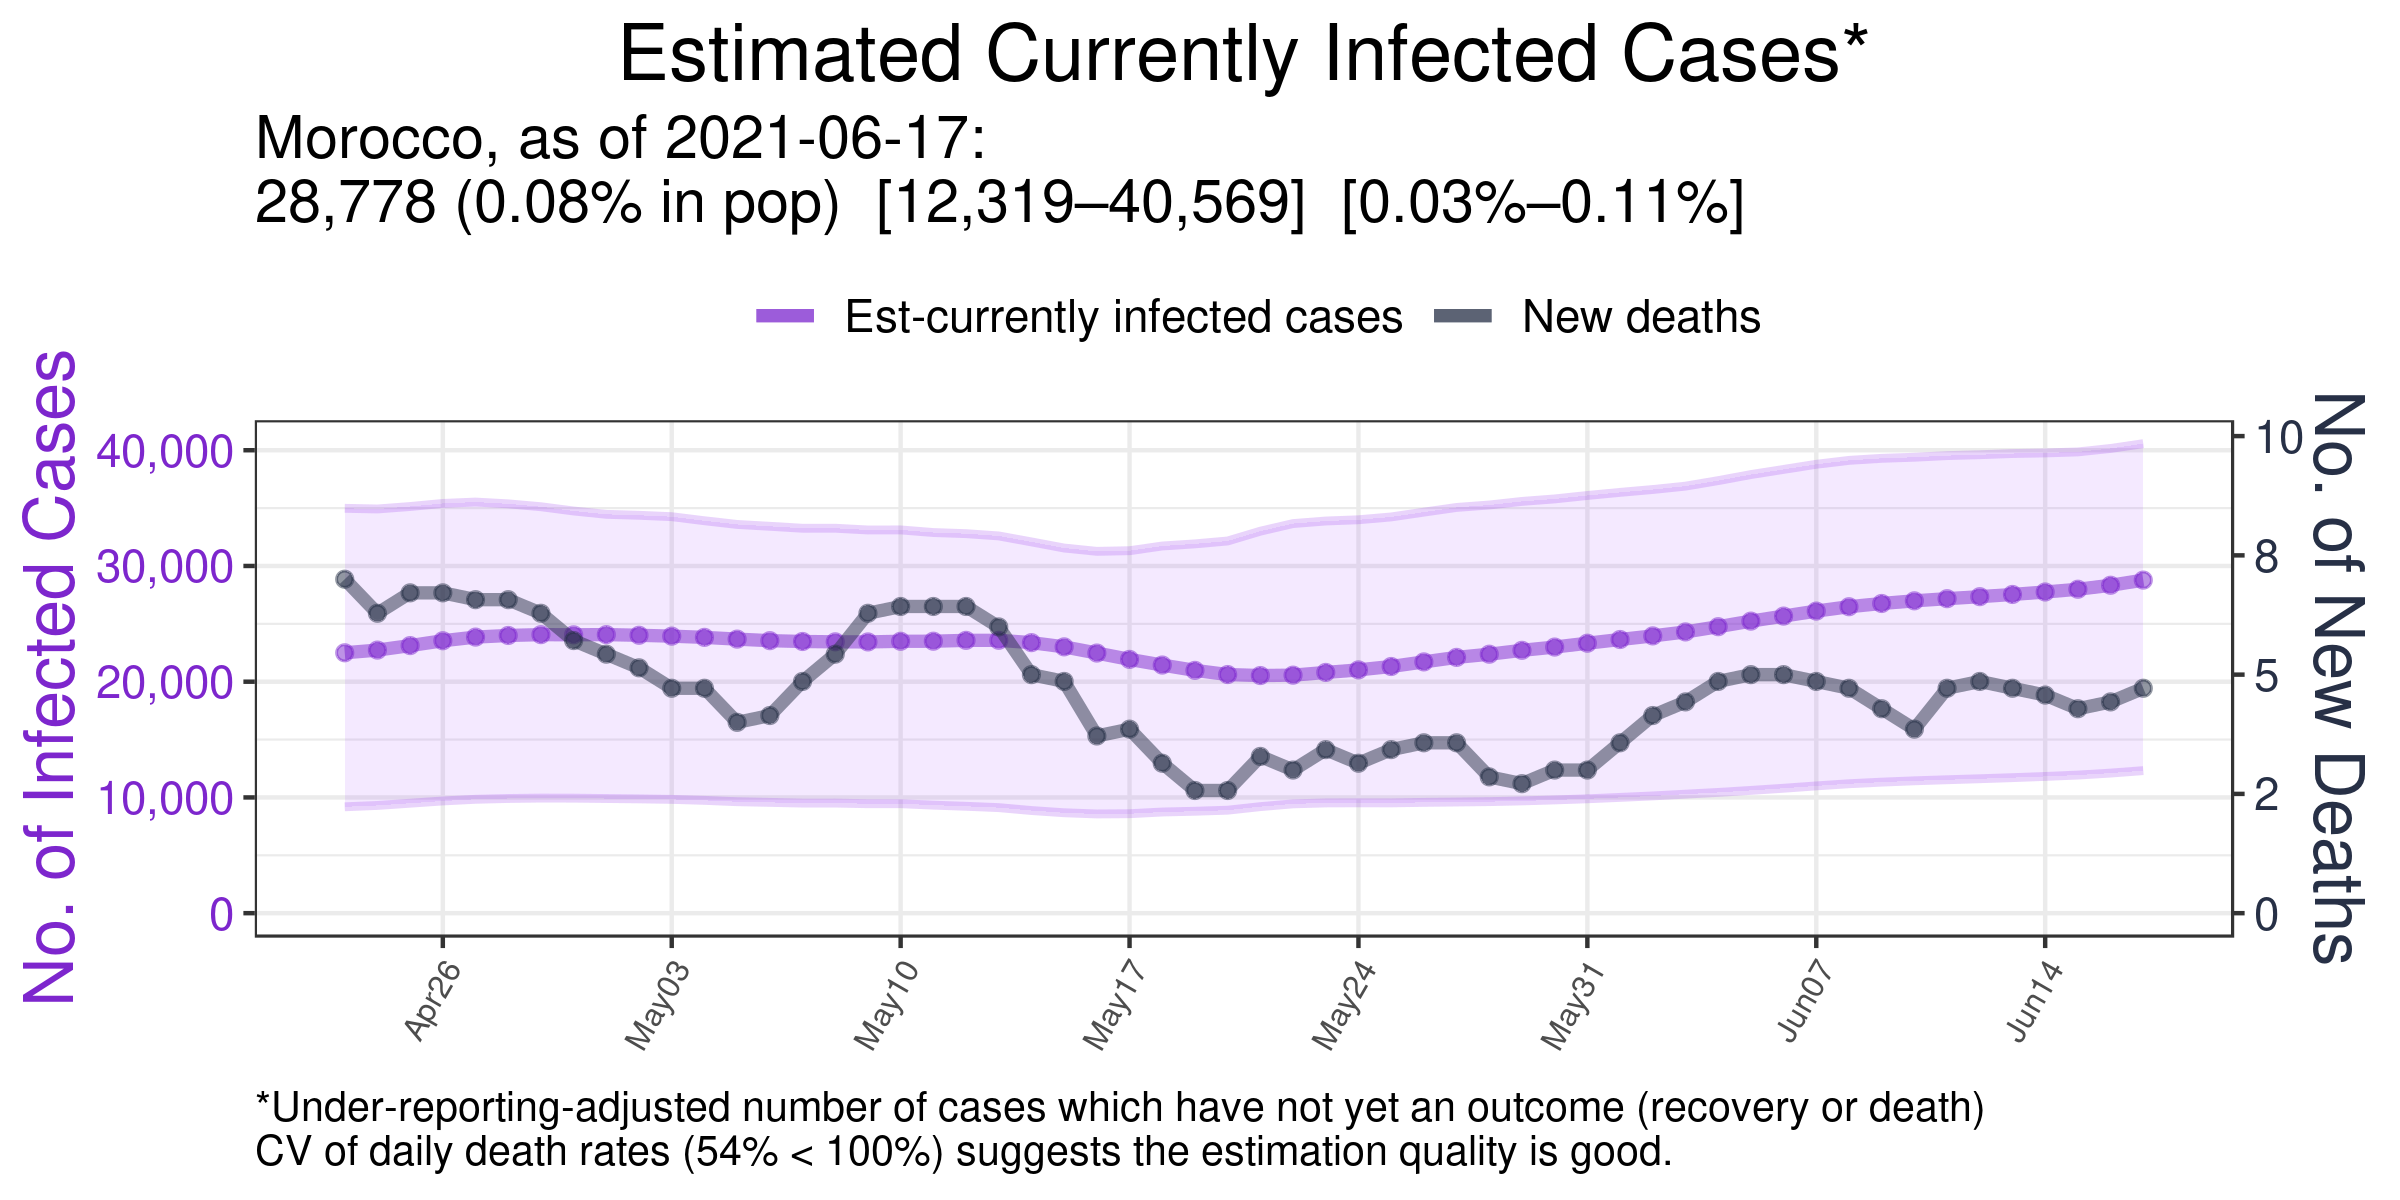 Estimated Currently Infected Cases*
Morocco, as of 2021-06-17:
28,778 (0.08% in pop)  [12,319–40,569]  [0.03%–0.11%]
Est-currently infected cases
New deaths
No. of Infected Cases
40,000
30,000
20,000
10,000
0
10
8
5
2
0
No. of New Deaths
Apr26
May03
May10
May17
May24
May31
Jun07
Jun14
*Under-reporting-adjusted number of cases which have not yet an outcome (recovery or death)
CV of daily death rates (54% < 100%) suggests the estimation quality is good.